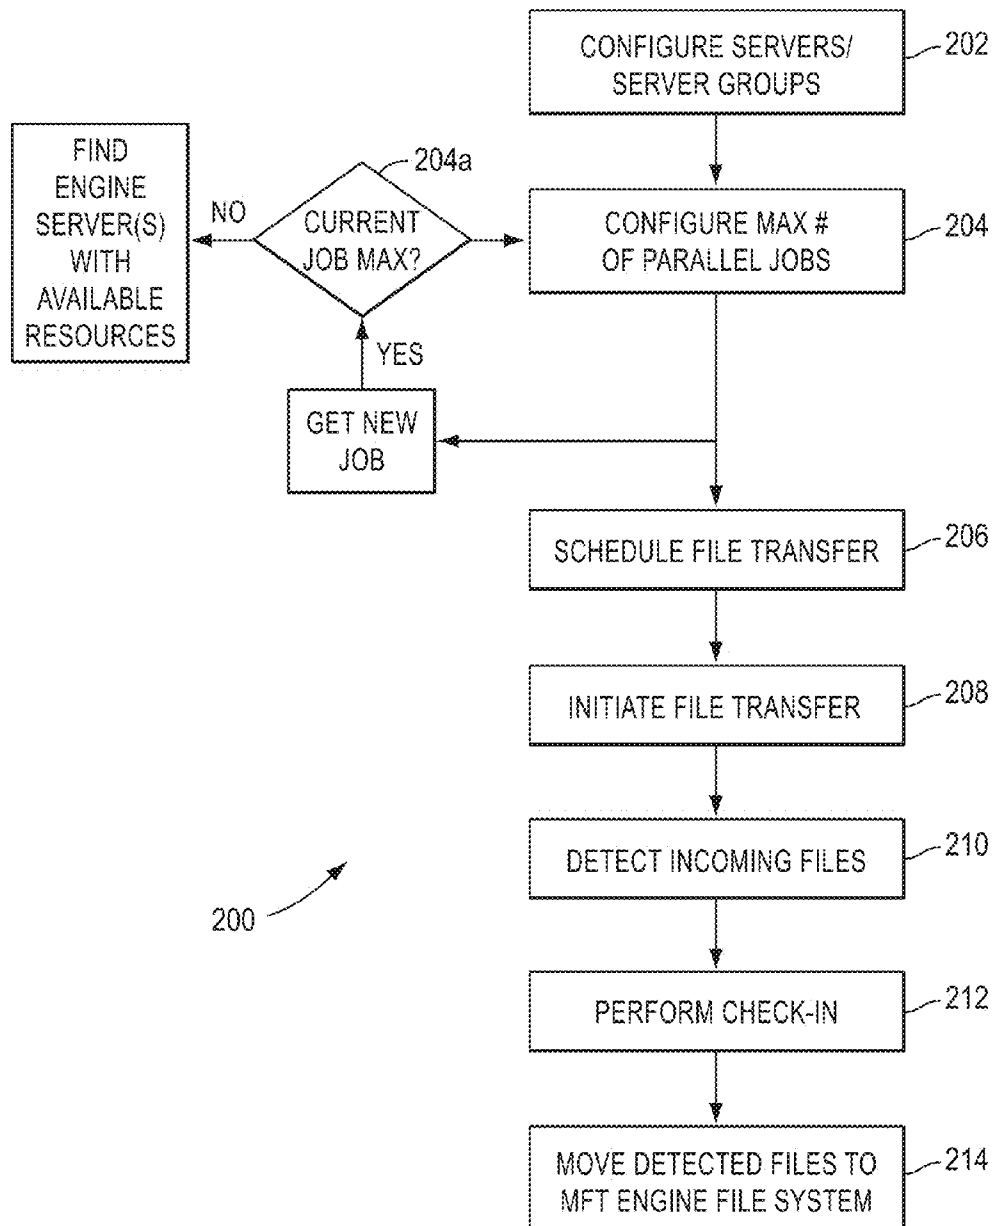 CONFIGURE SERVERS/
SERVER GROUPS
202
FIND
ENGINE
SERVER(S)
WITH
AVAILABLE
RESOURCES
NO
204a
CURRENT
JOB MAX?
CONFIGURE MAX #
OF PARALLEL JOBS
204
YES
GET NEW
JOB
SCHEDULE FILE TRANSFER
206
INITIATE FILE TRANSFER
208
DETECT INCOMING FILES
210
200
PERFORM CHECK-IN
212
MOVE DETECTED FILES TO
MFT ENGINE FILE SYSTEM
214